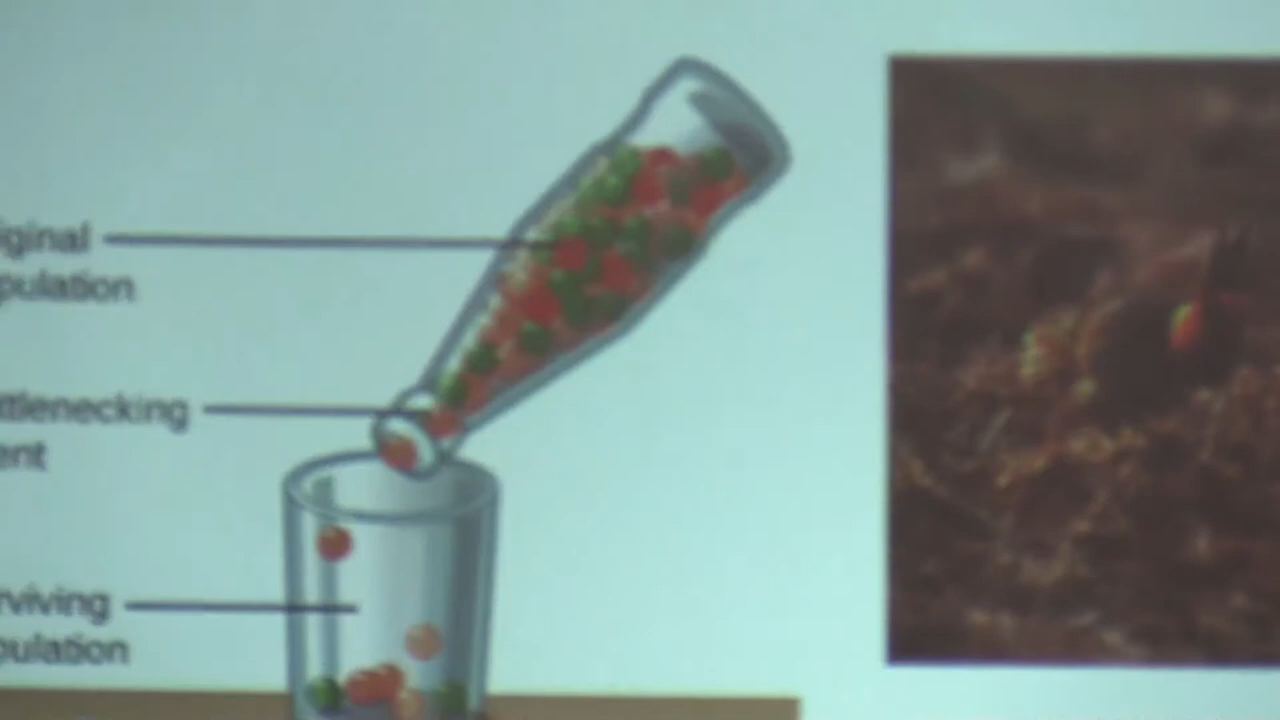 iginal
pulation
ttlenecking
ent
rviving
pulation